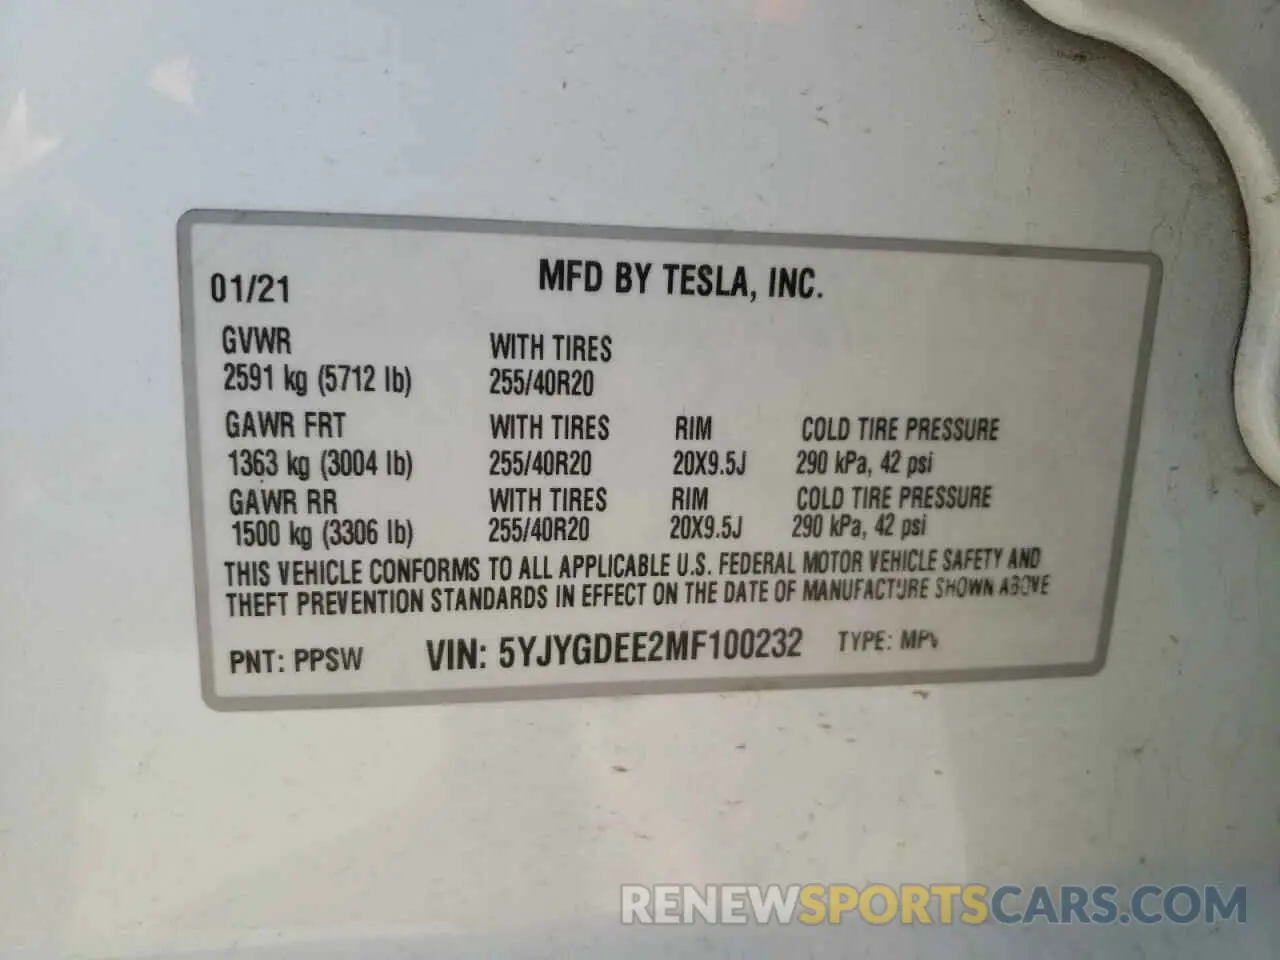 MFD BY TESLA, INC.
01/21
GVWR WITH TIRES
2591 kg (5712 lb) 255/40R20
GAWR FRT WITH TIRES RIM COLD TIRE PRESSURE
1363 kg (3004 lb) 255/40R20 20X9.5J 290 kPa, 42 psi
GAWR RR WITH TIRES RIM COLD TIRE PRESSURE
1500 kg (3306 lb) 255/40R20 20X9.5J 290 kPa, 42 psi
THIS VEHICLE CONFORMS TO ALL APPLICABLE U.S. FEDERAL MOTOR VEHICLE SAFETY AND
THEFT PREVENTION STANDARDS IN EFFECT ON THE DATE OF MANUFACTURE SHOWN ABOVE
PNT: PPSW VIN: 5YJYGDEE2MF100232 TYPE: MPV
RENEWSPORTSCARS.COM